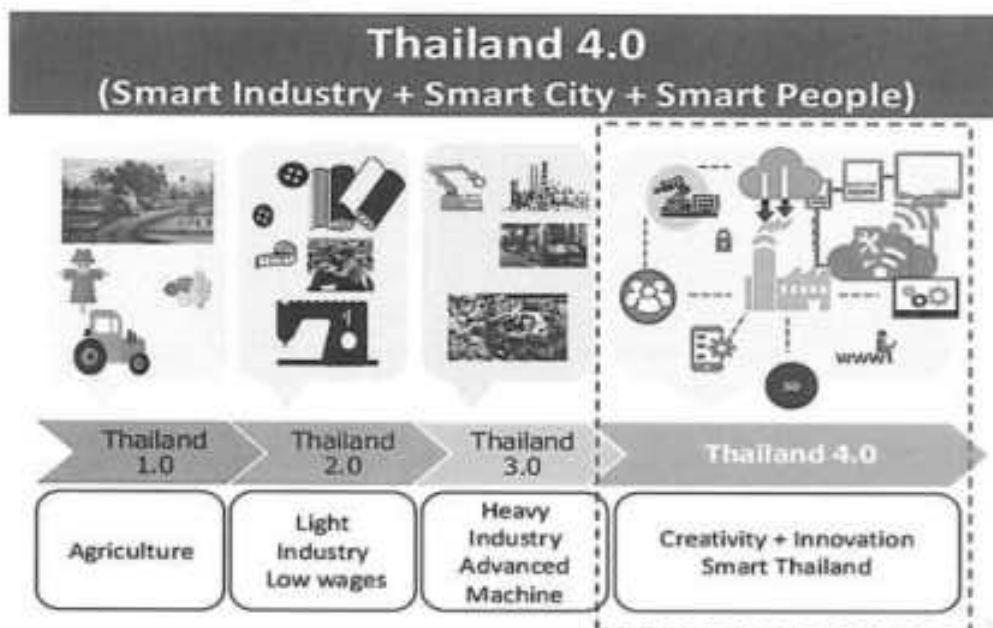 Thailand 4.0
(Smart Industry + Smart City + Smart People)
www
Thailand
1.0
Thailand
2.0
Thailand
3.0
Thailand 4.0
Agriculture
Light
Industry
Low wages
Heavy
Industry
Advanced
Machine
Creativity + Innovation
Smart Thailand